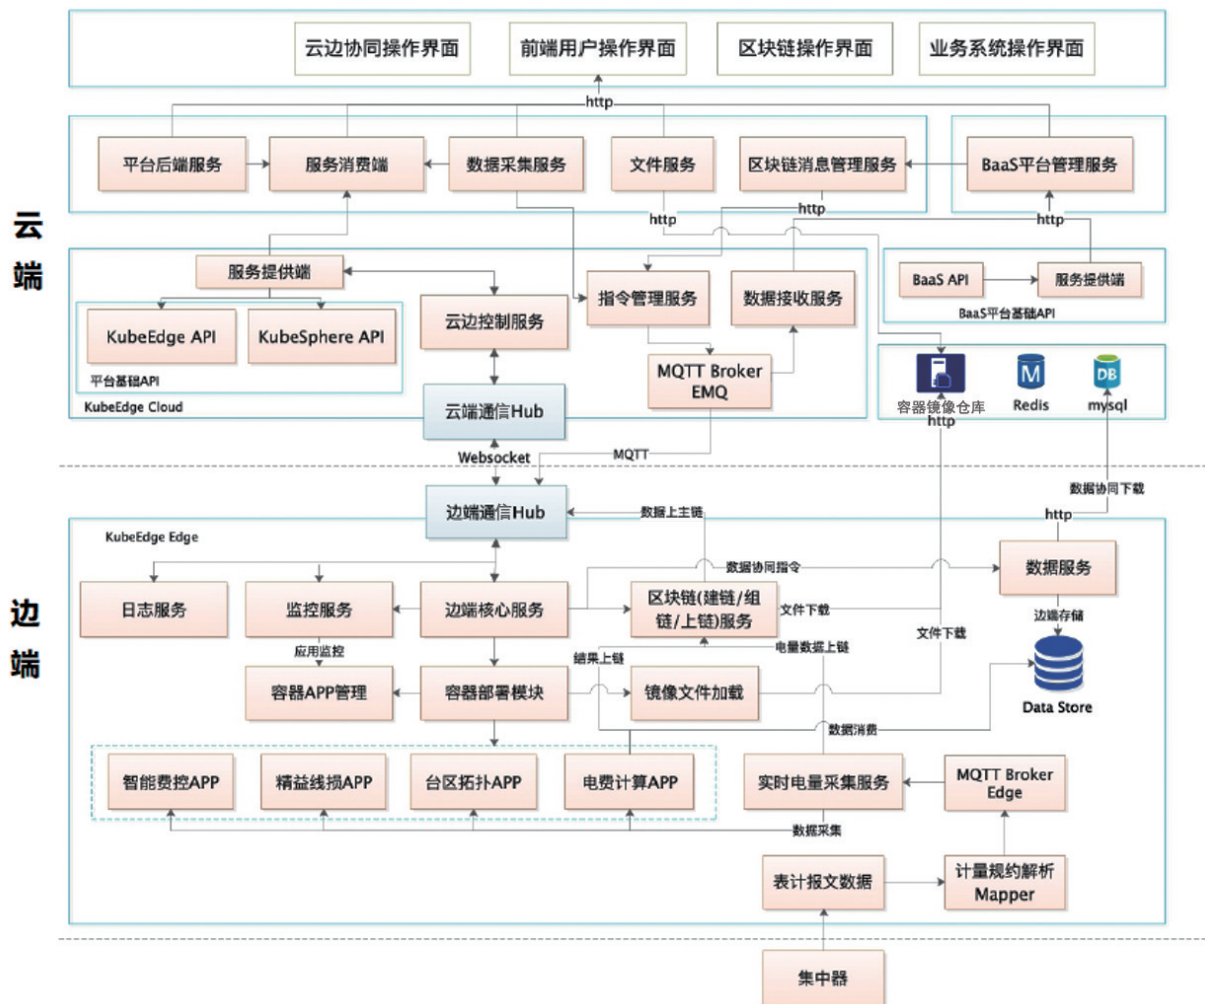 云边协同操作界面
前端用户操作界面
区块链操作界面
业务系统操作界面
http
平台后端服务
服务消费端
数据采集服务
文件服务
区块链消息管理服务
BaaS平台管理服务
云
端
http
http
http
服务提供端
云边控制服务
指令管理服务
数据接收服务
BaaS API
服务提供端
BaaS平台基础API
KubeEdge API
KubeSphere API
平台基础API
KubeEdge Cloud
MQTT Broker
EMQ
云端通信Hub
容器镜像仓库
Redis
DB
mysql
M
http
Websocket
MQTT
边端通信Hub
数据上主链
数据协同下载
http
KubeEdge Edge
边
端
日志服务
监控服务
边端核心服务
区块链(建链/组
链/上链)服务
数据协同指令
数据服务
文件下载
文件下载
边端存储
应用监控
结果上链
电量数据上链
容器APP管理
容器部署模块
镜像文件加载
Data Store
数据消费
智能费控APP
精益线损APP
台区拓扑APP
电费计算APP
实时电量采集服务
MQTT Broker
Edge
数据采集
表计报文数据
计量规约解析
Mapper
集中器